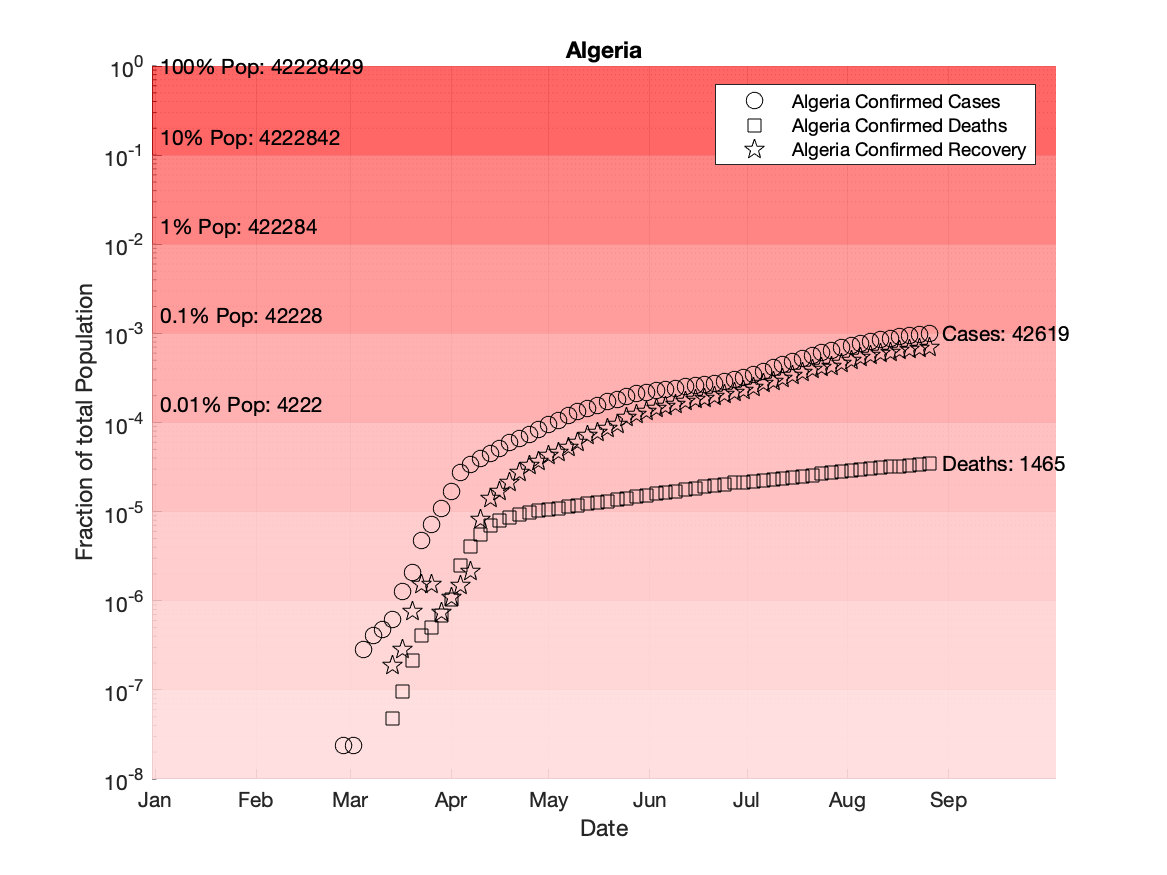 Algeria
10^0
100% Pop: 42228429
Algeria Confirmed Cases
Algeria Confirmed Deaths
Algeria Confirmed Recovery
10% Pop: 4222842
10^-1
1% Pop: 422284
10^-2
0.1% Pop: 42228
10^-3
Cases: 42619
0.01% Pop: 4222
10^-4
Deaths: 1465
10^-5
10^-6
10^-7
10^-8
Fraction of total Population
Jan Feb Mar Apr May Jun Jul Aug Sep
Date